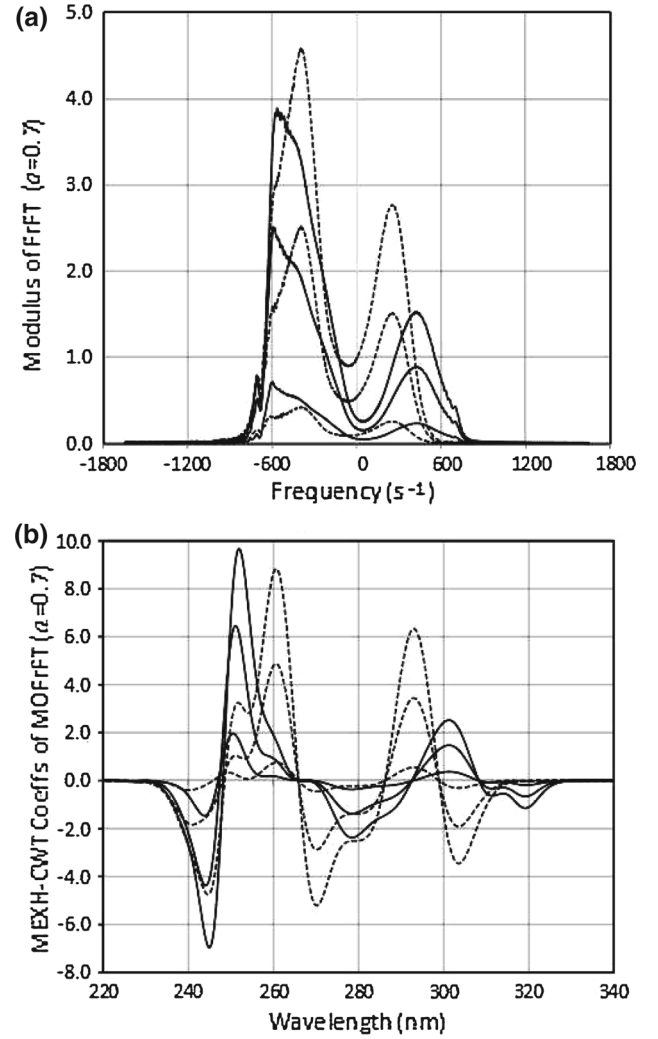 (a)
5.0
4.0
3.0
2.0
1.0
0.0
Modulus of FrFT (a=0.7)
-1800 -1200 -600 0 600 1200 1800
Frequency (s⁻¹)
(b)
10.0
8.0
6.0
4.0
2.0
0.0
-2.0
-4.0
-6.0
-8.0
MEXH-CWT Coeffs of MOFrFT (a=0.7)
220 240 260 280 300 320 340
Wavelength (nm)